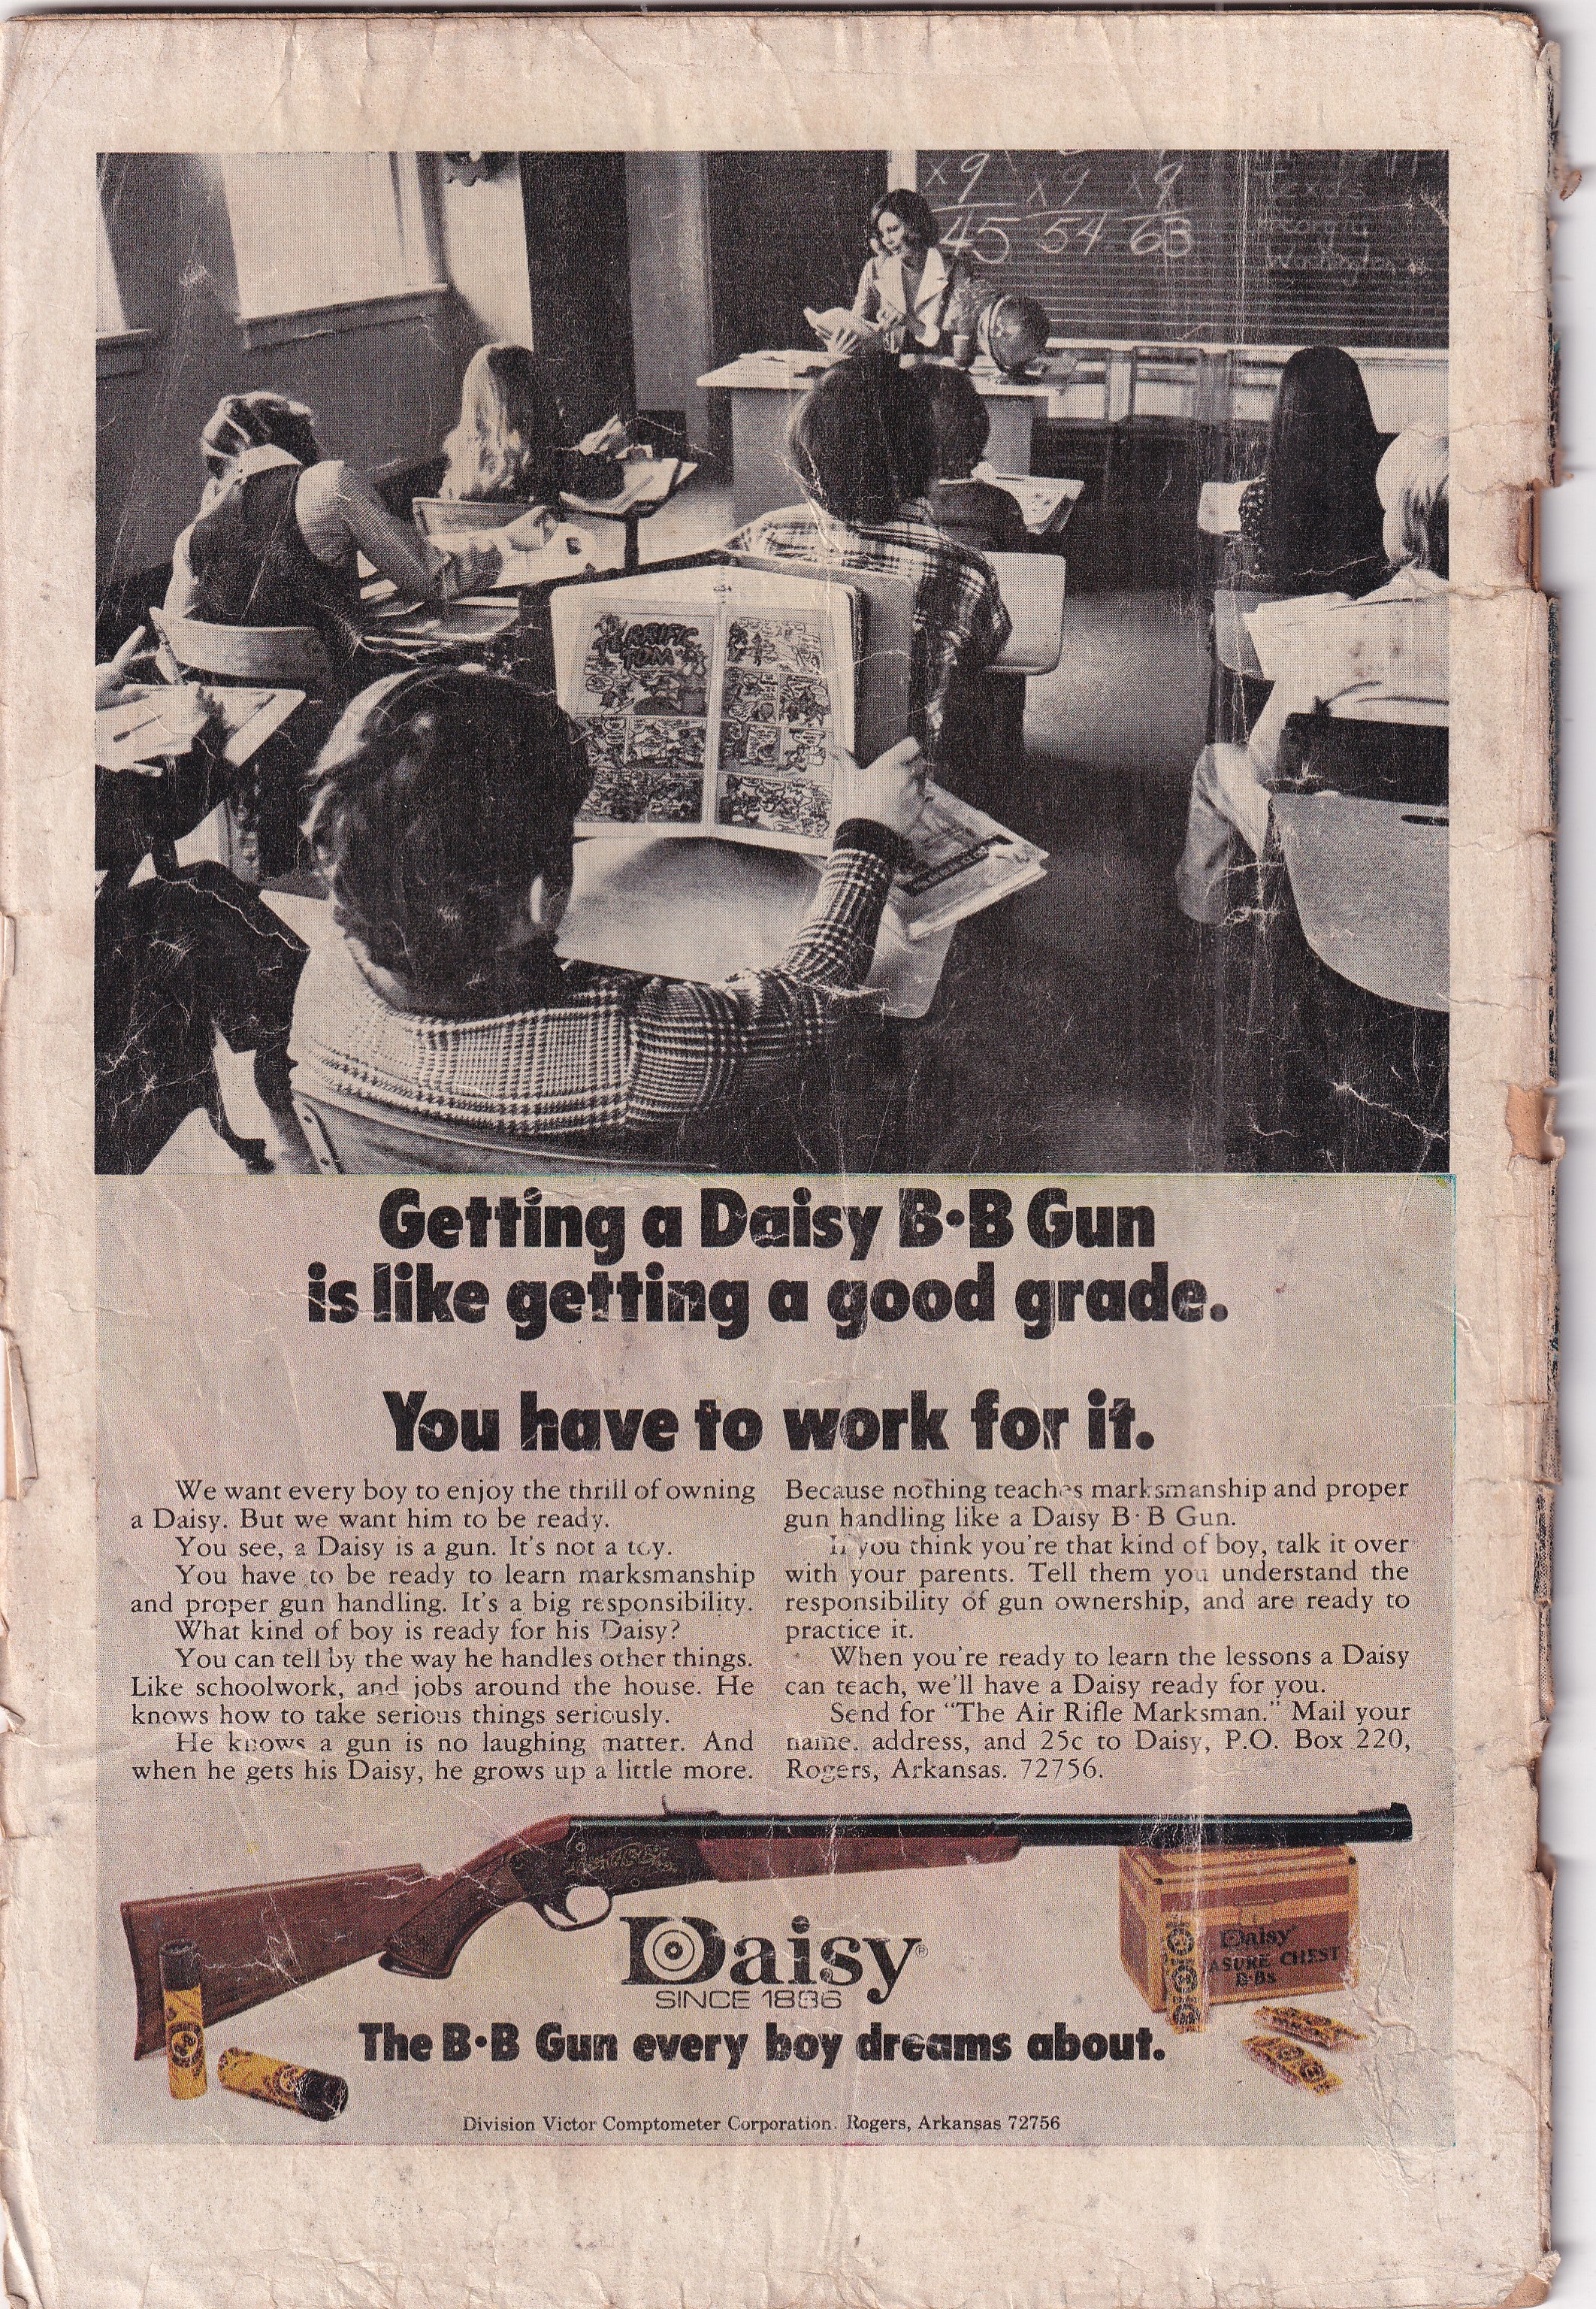 ×9 ×9 ×9
45 54 63
Texas
Georgia
Washington
RRIFIC
TOM
Getting a Daisy B·B Gun
is like getting a good grade.
You have to work for it.
We want every boy to enjoy the thrill of owning
a Daisy. But we want him to be ready.
You see, a Daisy is a gun. It's not a toy.
You have to be ready to learn marksmanship
and proper gun handling. It's a big responsibility.
What kind of boy is ready for his Daisy?
You can tell by the way he handles other things.
Like schoolwork, and jobs around the house. He
knows how to take serious things seriously.
He knows a gun is no laughing matter. And
when he gets his Daisy, he grows up a little more.
Because nothing teaches marksmanship and proper
gun handling like a Daisy B·B Gun.
If you think you're that kind of boy, talk it over
with your parents. Tell them you understand the
responsibility of gun ownership, and are ready to
practice it.
When you're ready to learn the lessons a Daisy
can teach, we'll have a Daisy ready for you.
Send for "The Air Rifle Marksman." Mail your
name, address, and 25c to Daisy, P.O. Box 220,
Rogers, Arkansas. 72756.
Daisy®
SINCE 1886
Daisy
ASURE CHEST
B·Bs
The B·B Gun every boy dreams about.
Division Victor Comptometer Corporation. Rogers, Arkansas 72756